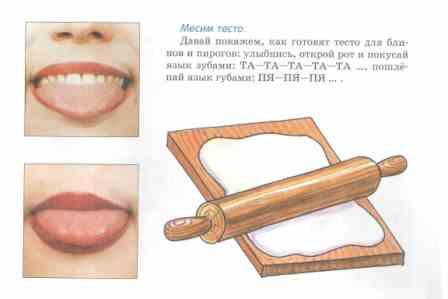 Месим тесто.
Давай покажем, как готовят тесто для бли-
нов и пирогов: улыбнись, открой рот и покусай
язык зубами: ТА—ТА—ТА—ТА—ТА ..., пошлё-
пай язык губами: ПЯ—ПЯ—ПЯ ... .